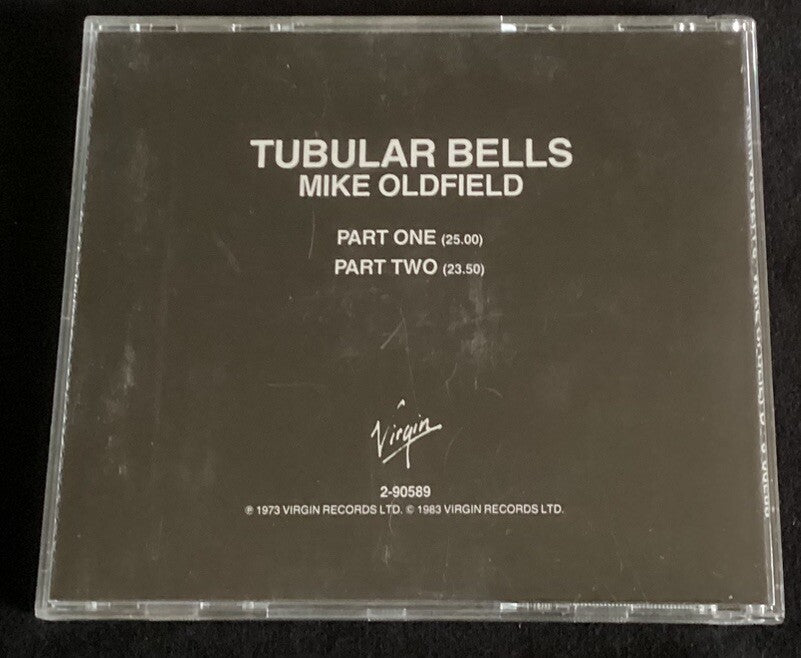 TUBULAR BELLS
MIKE OLDFIELD
PART ONE (25.00)
PART TWO (23.50)
Virgin
2-90589
℗ 1973 VIRGIN RECORDS LTD. © 1983 VIRGIN RECORDS LTD.